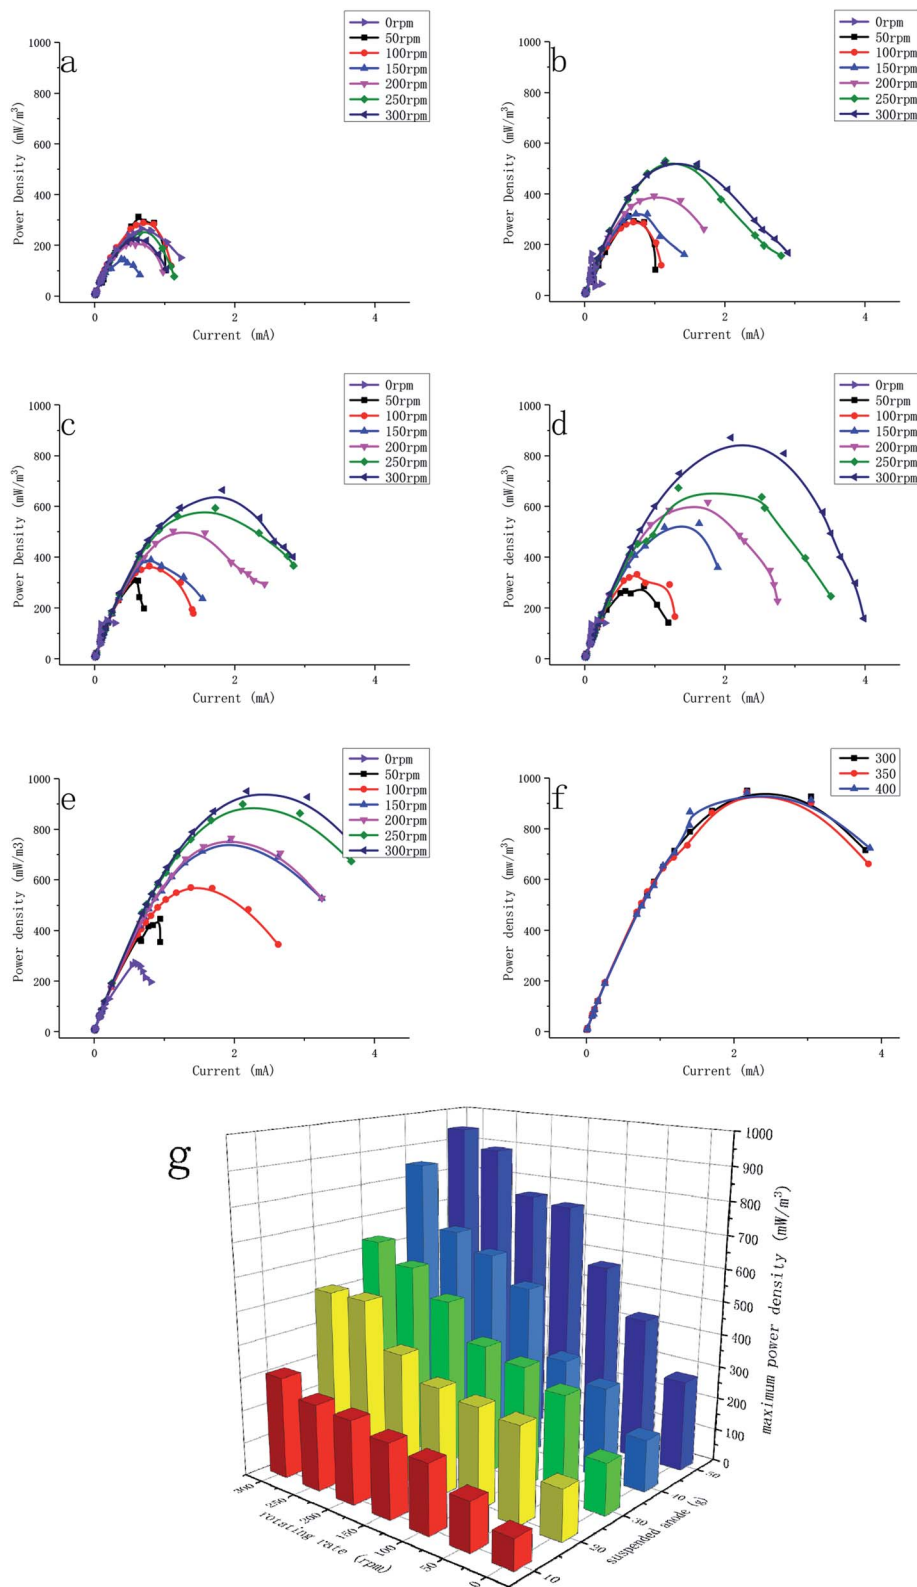 0rpm
50rpm
100rpm
150rpm
200rpm
250rpm
300rpm
a
1000
800
600
400
200
0
Power Density (mW/m³)
0 2 4
Current (mA)
0rpm
50rpm
100rpm
150rpm
200rpm
250rpm
300rpm
b
1000
800
600
400
200
0
Power Density (mW/m³)
0 2 4
Current (mA)
0rpm
50rpm
100rpm
150rpm
200rpm
250rpm
300rpm
c
1000
800
600
400
200
0
Power Density (mW/m³)
0 2 4
Current (mA)
0rpm
50rpm
100rpm
150rpm
200rpm
250rpm
300rpm
d
1000
800
600
400
200
0
Power density (mW/m³)
0 2 4
Current (mA)
0rpm
50rpm
100rpm
150rpm
200rpm
250rpm
300rpm
e
1000
800
600
400
200
0
Power density (mW/m3)
0 2 4
Current (mA)
300
350
400
f
1000
800
600
400
200
0
Power density (mW/m³)
0 2 4
Current (mA)
g
1000
900
800
700
600
500
400
300
200
100
0
maximum power density (mW/m³)
300
250
200
150
100
50
0
rotating rate (rpm)
50
40
30
20
10
suspended anode (g)